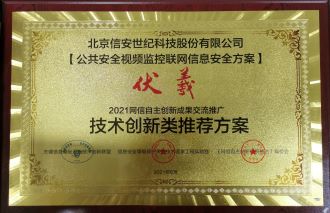 北京信安世纪科技股份有限公司
【公共安全视频监控联网信息安全方案】
伏羲
2021网信自主创新成果交流推广
技术创新类推荐方案